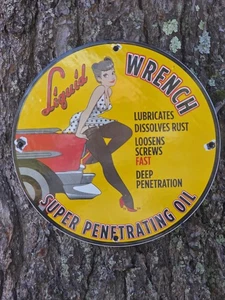 Liquid
WRENCH
LUBRICATES
DISSOLVES RUST
LOOSENS
SCREWS
FAST
DEEP
PENETRATION
SUPER PENETRATING OIL